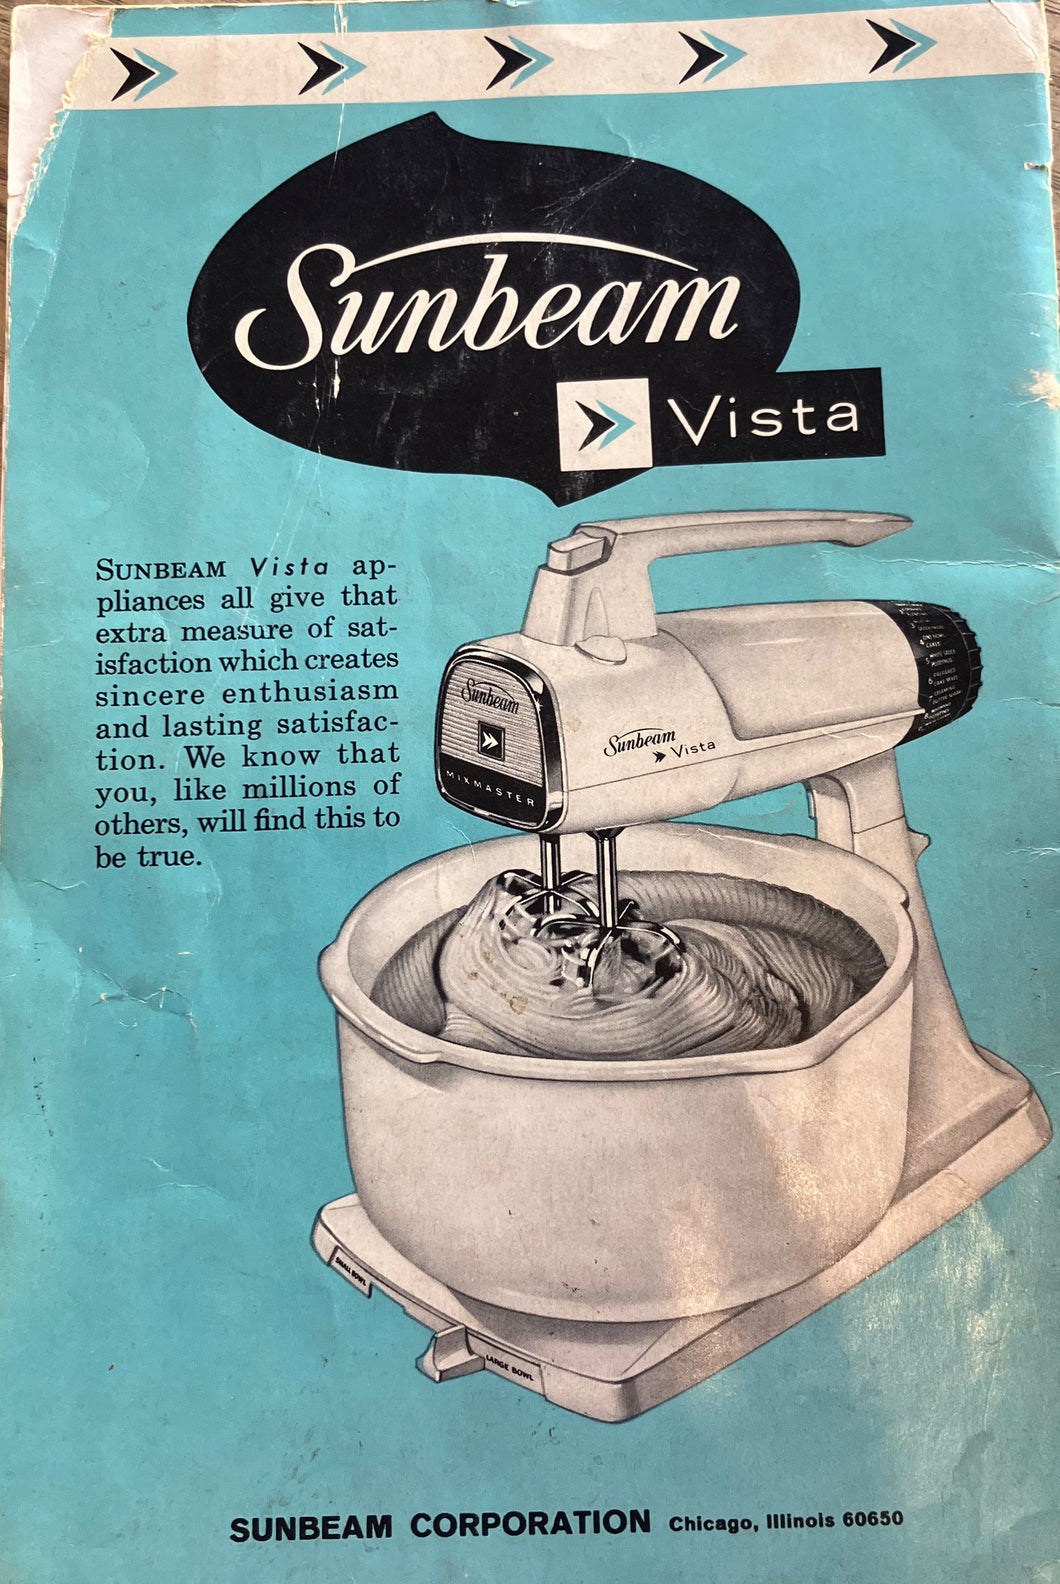 Sunbeam
Vista
SUNBEAM Vista ap-
pliances all give that
extra measure of sat-
isfaction which creates
sincere enthusiasm
and lasting satisfac-
tion. We know that
you, like millions of
others, will find this to
be true.
Sunbeam
MIXMASTER
Sunbeam
Vista
SMALL BOWL
LARGE BOWL
SUNBEAM CORPORATION Chicago, Illinois 60650